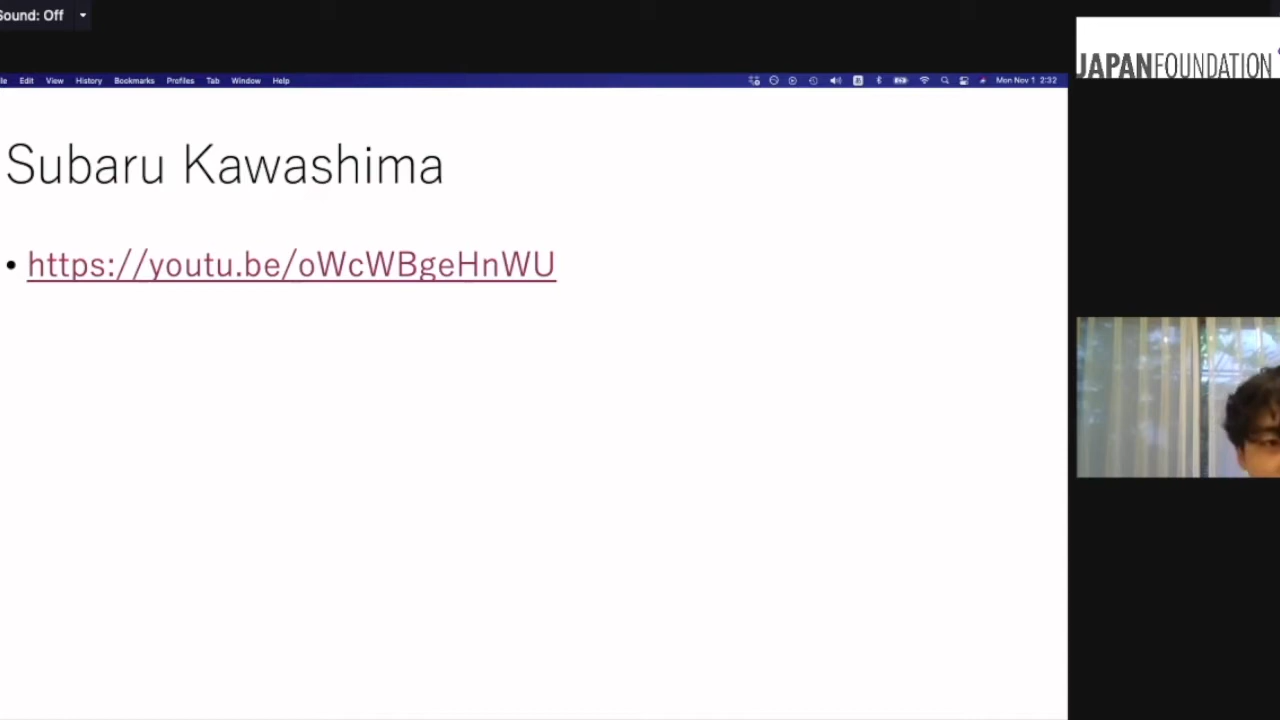 Sound: Off
Edit View History Bookmarks Profiles Tab Window Help
Mon Nov 1 2:32
JAPANFOUNDATION
Subaru Kawashima
• https://youtu.be/oWcWBgeHnWU